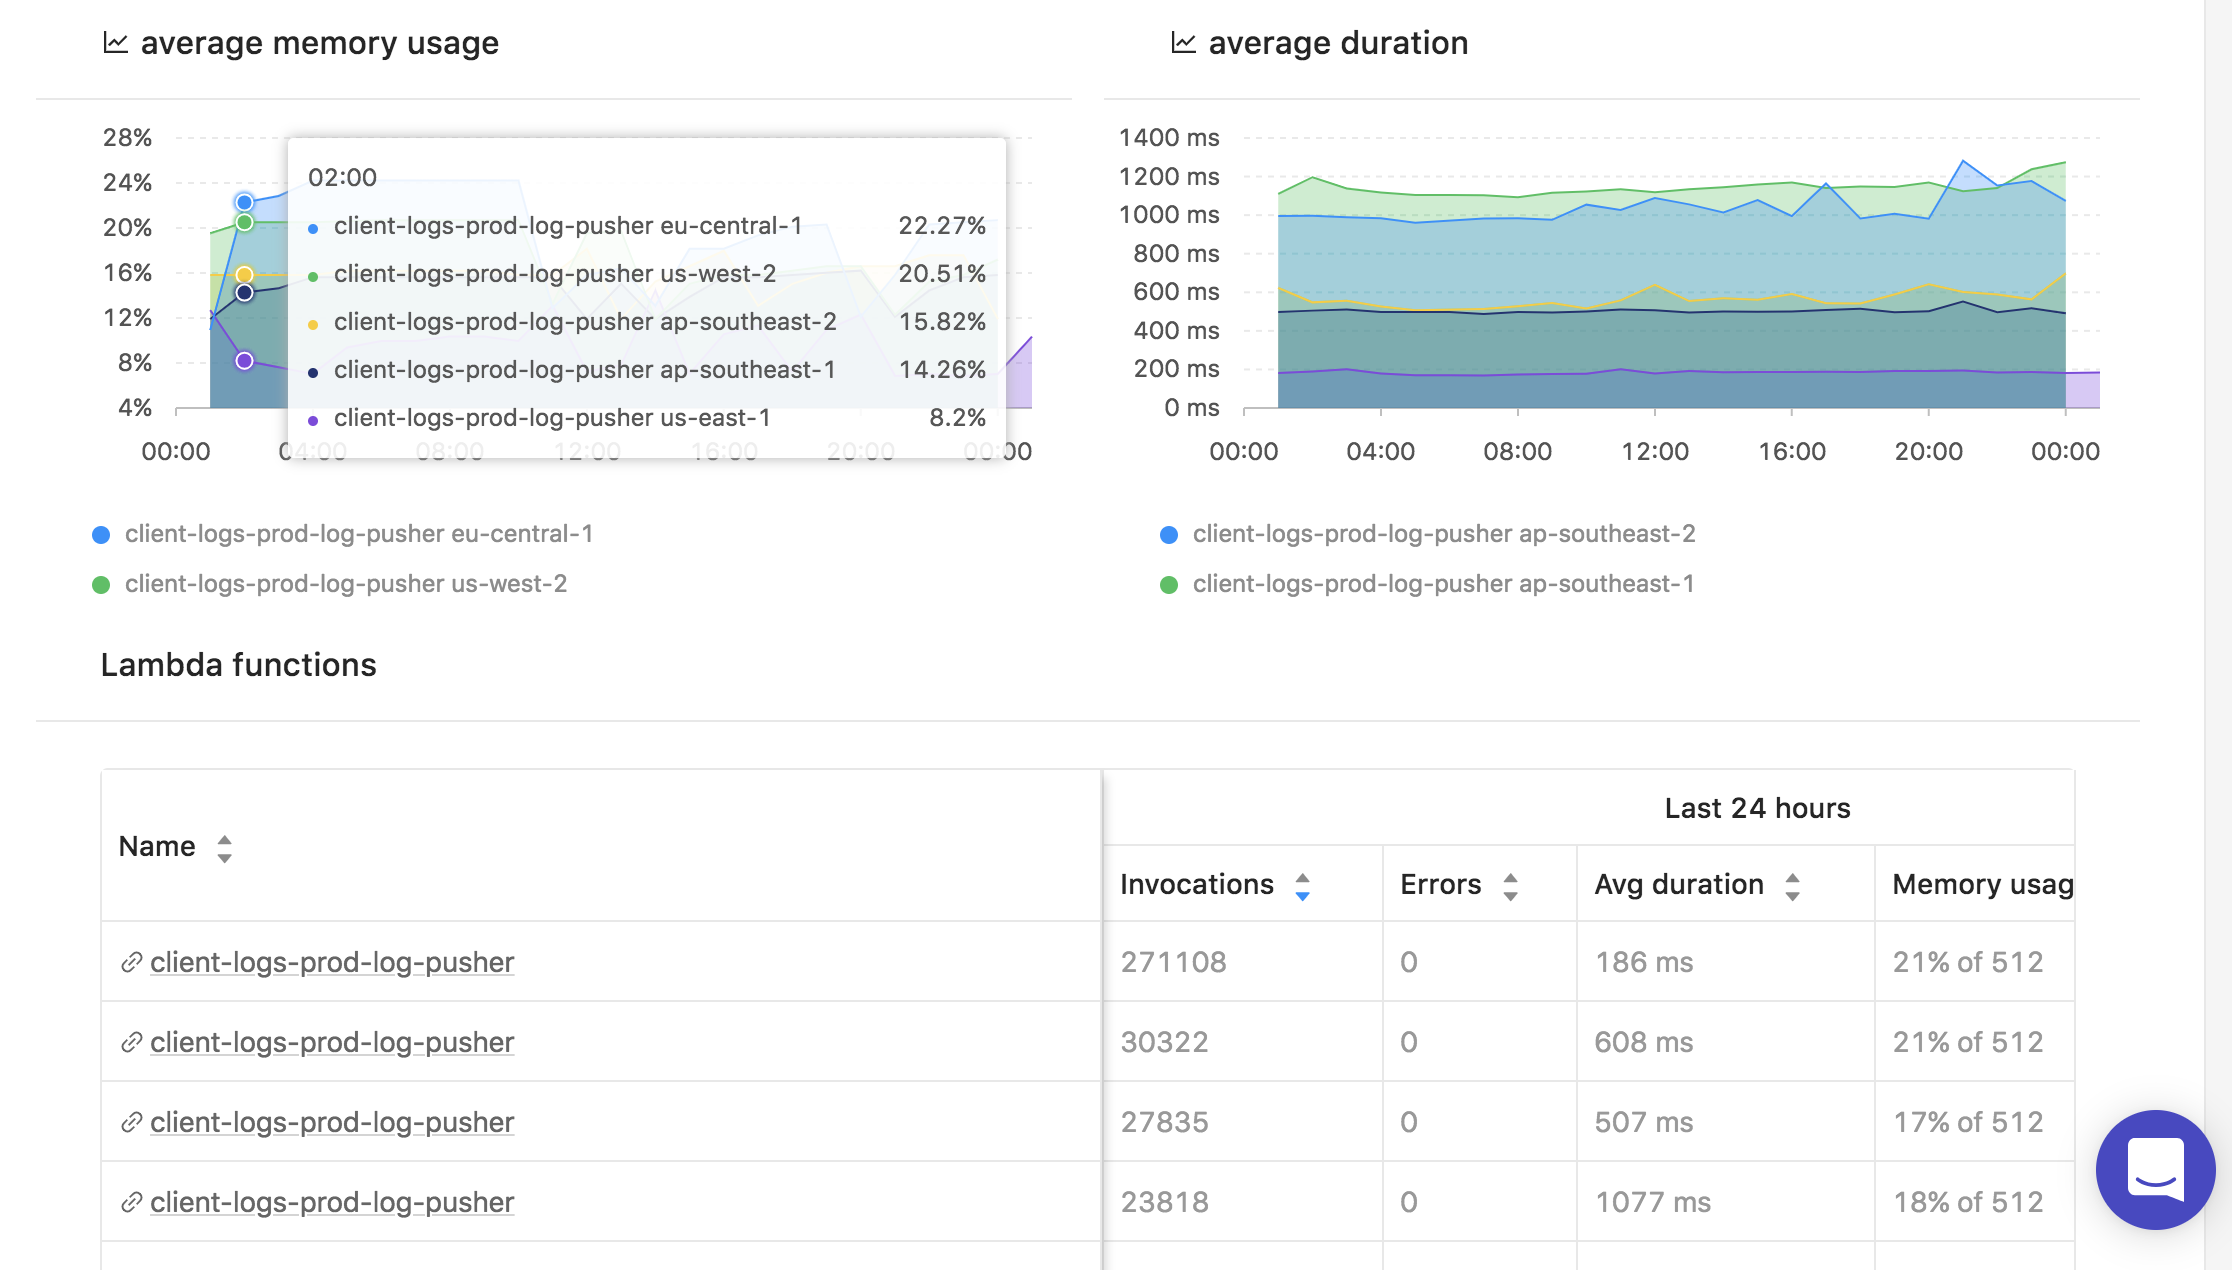 average memory usage
average duration
28%
24%
20%
16%
12%
8%
4%
00:00
04:00
08:00
12:00
16:00
20:00
00:00
02:00
client-logs-prod-log-pusher eu-central-1 22.27%
client-logs-prod-log-pusher us-west-2 20.51%
client-logs-prod-log-pusher ap-southeast-2 15.82%
client-logs-prod-log-pusher ap-southeast-1 14.26%
client-logs-prod-log-pusher us-east-1 8.2%
client-logs-prod-log-pusher eu-central-1
client-logs-prod-log-pusher us-west-2
1400 ms
1200 ms
1000 ms
800 ms
600 ms
400 ms
200 ms
0 ms
00:00
04:00
08:00
12:00
16:00
20:00
00:00
client-logs-prod-log-pusher ap-southeast-2
client-logs-prod-log-pusher ap-southeast-1
Lambda functions
Last 24 hours
Name Invocations Errors Avg duration Memory usag
client-logs-prod-log-pusher 271108 0 186 ms 21% of 512
client-logs-prod-log-pusher 30322 0 608 ms 21% of 512
client-logs-prod-log-pusher 27835 0 507 ms 17% of 512
client-logs-prod-log-pusher 23818 0 1077 ms 18% of 512